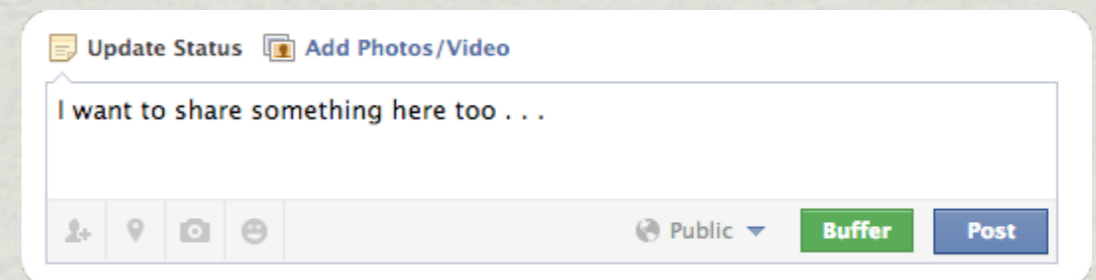 Update Status Add Photos/Video
I want to share something here too . . .
Public Buffer Post